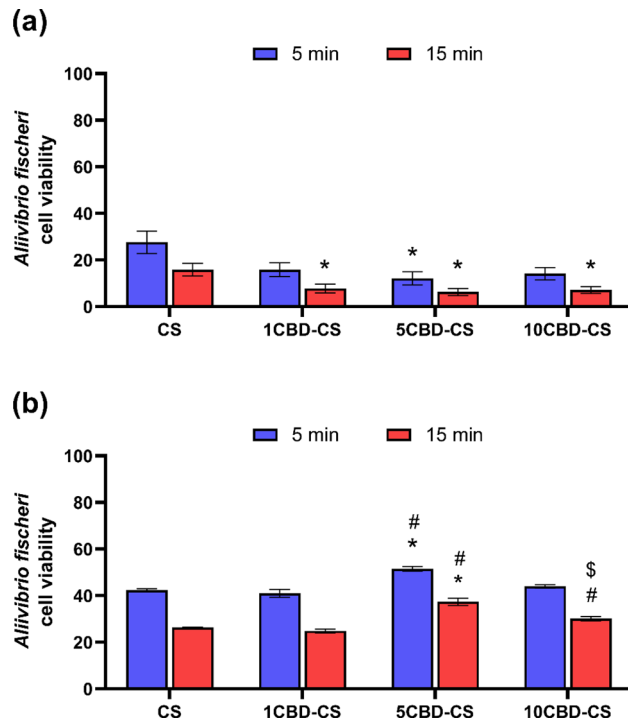 (a)
5 min 15 min
Aliivibrio fischeri
cell viability
100
80
60
40
20
0
*
* *
*
CS 1CBD-CS 5CBD-CS 10CBD-CS
(b)
5 min 15 min
Aliivibrio fischeri
cell viability
100
80
60
40
20
0
#
*
#
*
$
#
CS 1CBD-CS 5CBD-CS 10CBD-CS